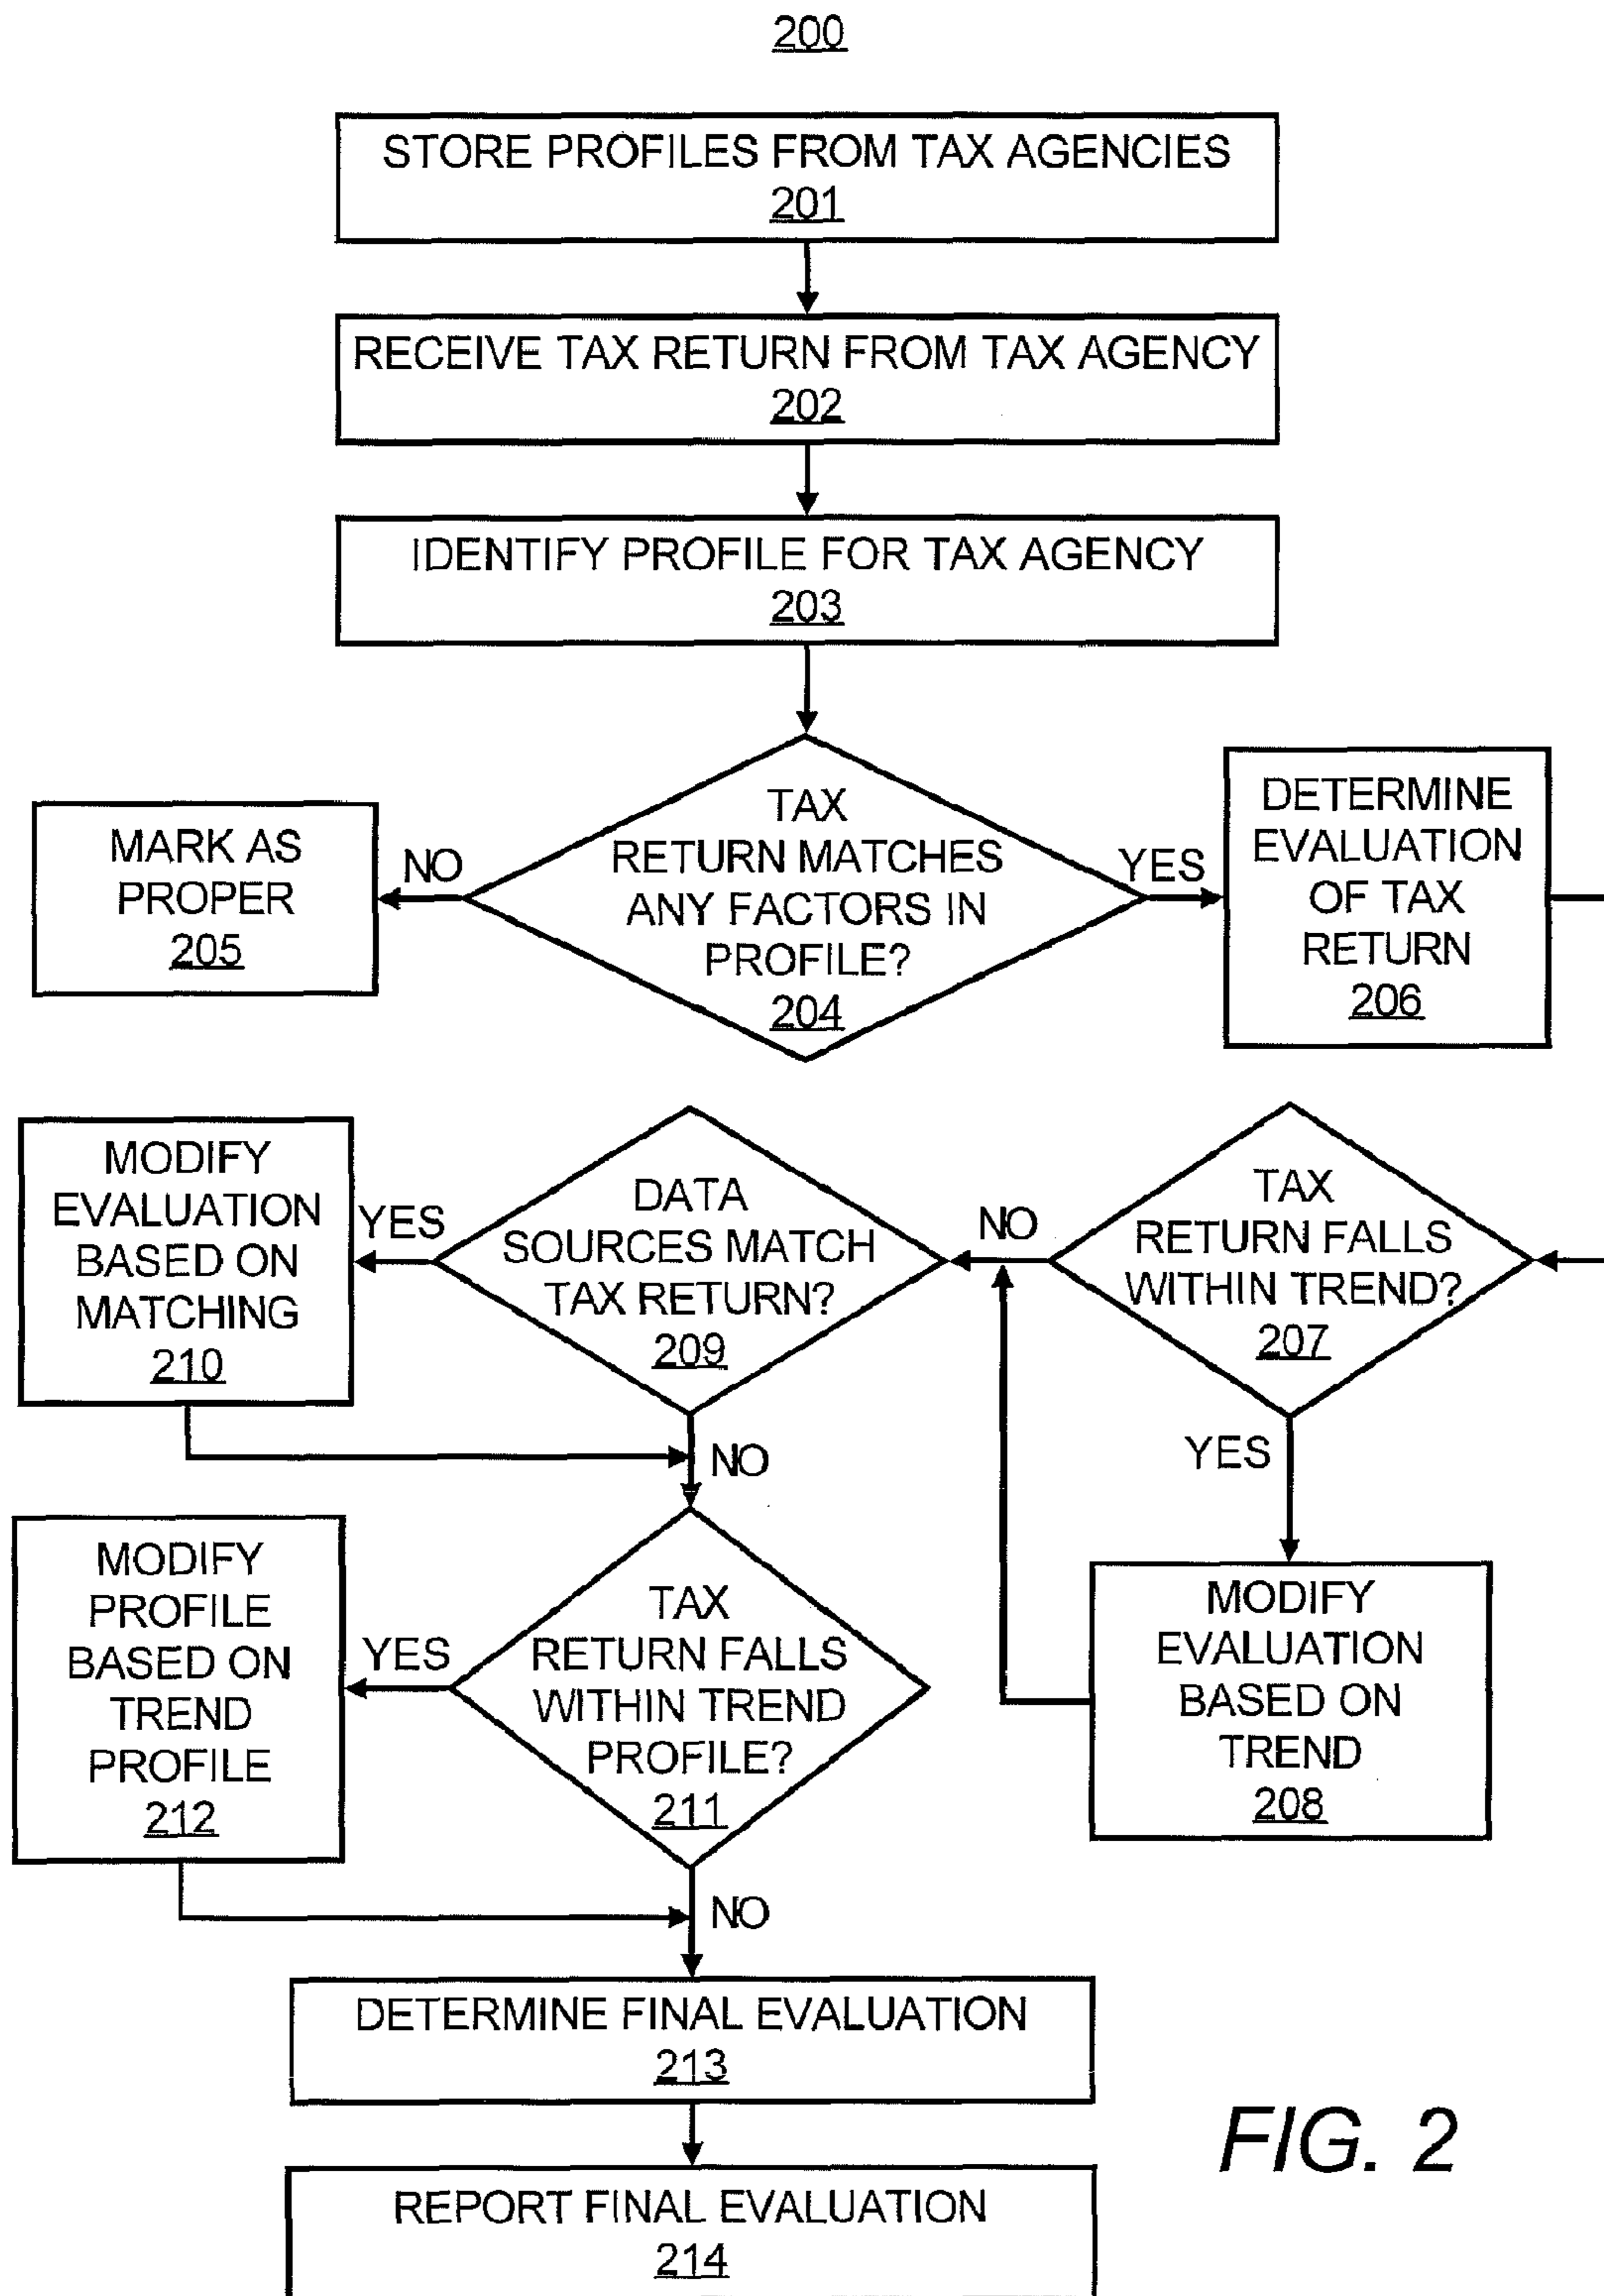 200
STORE PROFILES FROM TAX AGENCIES
201
RECEIVE TAX RETURN FROM TAX AGENCY
202
IDENTIFY PROFILE FOR TAX AGENCY
203
TAX
RETURN MATCHES
ANY FACTORS IN
PROFILE?
204
NO
MARK AS
PROPER
205
YES
DETERMINE
EVALUATION
OF TAX
RETURN
206
TAX
RETURN FALLS
WITHIN TREND?
207
YES
MODIFY
EVALUATION
BASED ON
TREND
208
NO
DATA
SOURCES MATCH
TAX RETURN?
209
YES
MODIFY
EVALUATION
BASED ON
MATCHING
210
NO
TAX
RETURN FALLS
WITHIN TREND
PROFILE?
211
YES
MODIFY
PROFILE
BASED ON
TREND
PROFILE
212
NO
DETERMINE FINAL EVALUATION
213
REPORT FINAL EVALUATION
214
FIG. 2